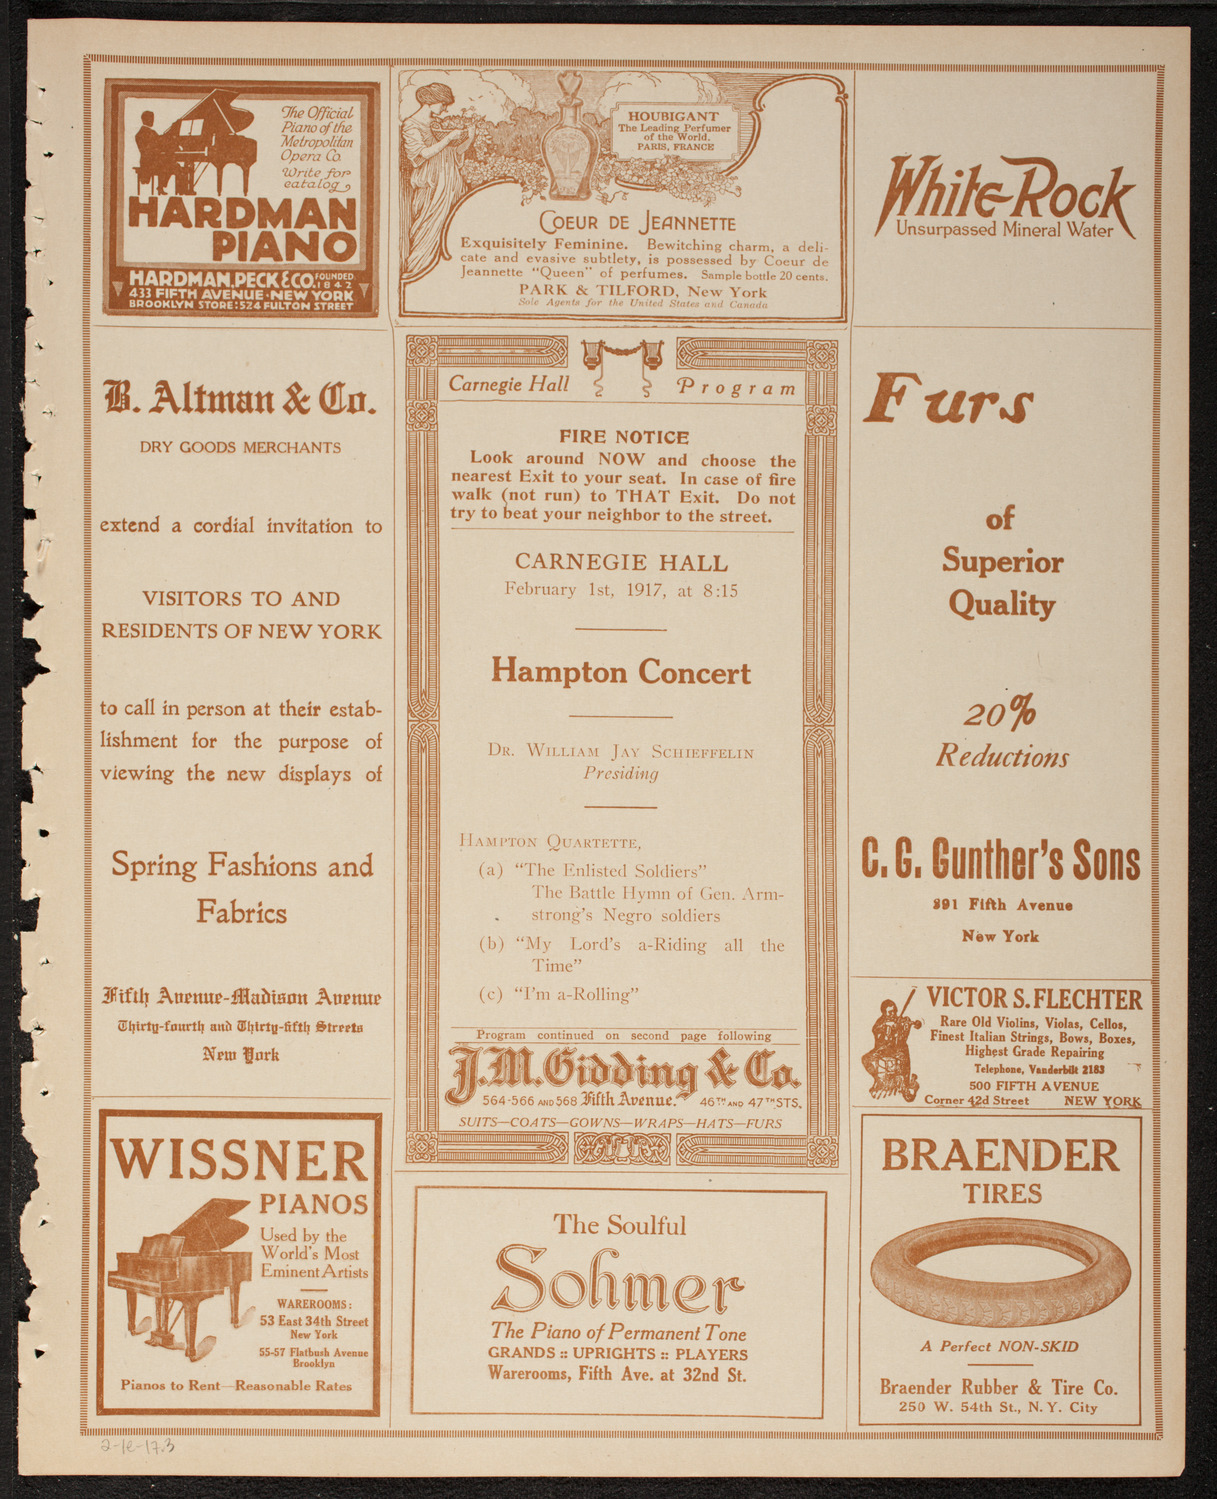 The Official
Piano of the
Metropolitan
Opera Co.
Write for
catalog
HARDMAN
PIANO
HARDMAN, PECK & CO. FOUNDED 1842
433 FIFTH AVENUE · NEW YORK
BROOKLYN STORE: 524 FULTON STREET
HOUBIGANT
The Leading Perfumer
of the World.
PARIS, FRANCE
COEUR DE JEANNETTE
Exquisitely Feminine. Bewitching charm, a deli-
cate and evasive subtlety, is possessed by Coeur de
Jeannette "Queen" of perfumes. Sample bottle 20 cents.
PARK & TILFORD, New York
Sole Agents for the United States and Canada
White Rock
Unsurpassed Mineral Water
B. Altman & Co.
DRY GOODS MERCHANTS
extend a cordial invitation to
VISITORS TO AND
RESIDENTS OF NEW YORK
to call in person at their estab-
lishment for the purpose of
viewing the new displays of
Spring Fashions and
Fabrics
Fifth Avenue-Madison Avenue
Thirty-fourth and Thirty-fifth Streets
New York
WISSNER
PIANOS
Used by the
World's Most
Eminent Artists
WAREROOMS:
53 East 34th Street
New York
55-57 Flatbush Avenue
Brooklyn
Pianos to Rent—Reasonable Rates
Carnegie Hall Program
FIRE NOTICE
Look around NOW and choose the
nearest Exit to your seat. In case of fire
walk (not run) to THAT Exit. Do not
try to beat your neighbor to the street.
CARNEGIE HALL
February 1st, 1917, at 8:15
Hampton Concert
DR. WILLIAM JAY SCHIEFFELIN
Presiding
HAMPTON QUARTETTE,
(a) "The Enlisted Soldiers"
The Battle Hymn of Gen. Arm-
strong's Negro soldiers
(b) "My Lord's a-Riding all the
Time"
(c) "I'm a-Rolling"
Program continued on second page following
J. M. Gidding & Co.
564-566 AND 568 Fifth Avenue. 46TH AND 47TH STS.
SUITS—COATS—GOWNS—WRAPS—HATS—FURS
The Soulful
Sohmer
The Piano of Permanent Tone
GRANDS :: UPRIGHTS :: PLAYERS
Warerooms, Fifth Ave. at 32nd St.
Furs
of
Superior
Quality
20%
Reductions
C. G. Gunther's Sons
391 Fifth Avenue
New York
VICTOR S. FLECHTER
Rare Old Violins, Violas, Cellos,
Finest Italian Strings, Bows, Boxes,
Highest Grade Repairing
Telephone, Vanderbilt 2183
500 FIFTH AVENUE
Corner 42d Street NEW YORK
BRAENDER
TIRES
A Perfect NON-SKID
Braender Rubber & Tire Co.
250 W. 54th St., N. Y. City